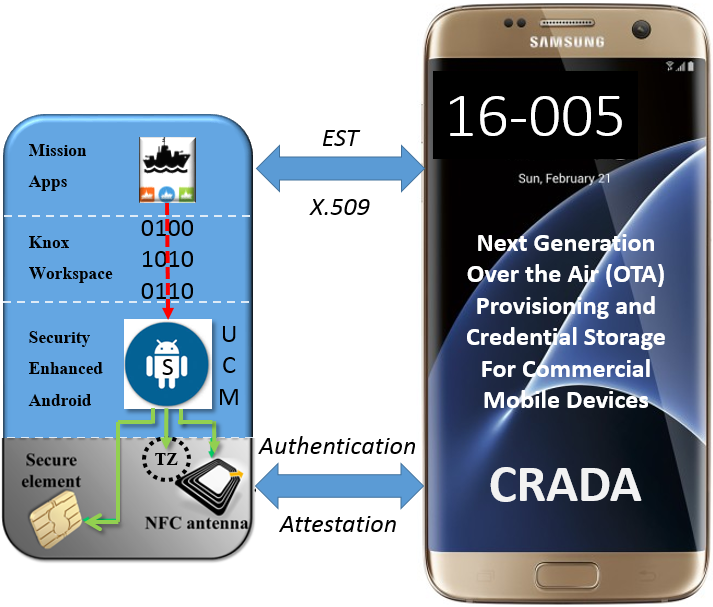 SAMSUNG
16-005
Sun, February 21
Next Generation
Over the Air (OTA)
Provisioning and
Credential Storage
For Commercial
Mobile Devices
CRADA
EST
X.509
Authentication
Attestation
Mission
Apps
0100
Knox
1010
Workspace
0110
Security
Enhanced
Android
S
U
C
M
Secure
element
TZ
NFC antenna